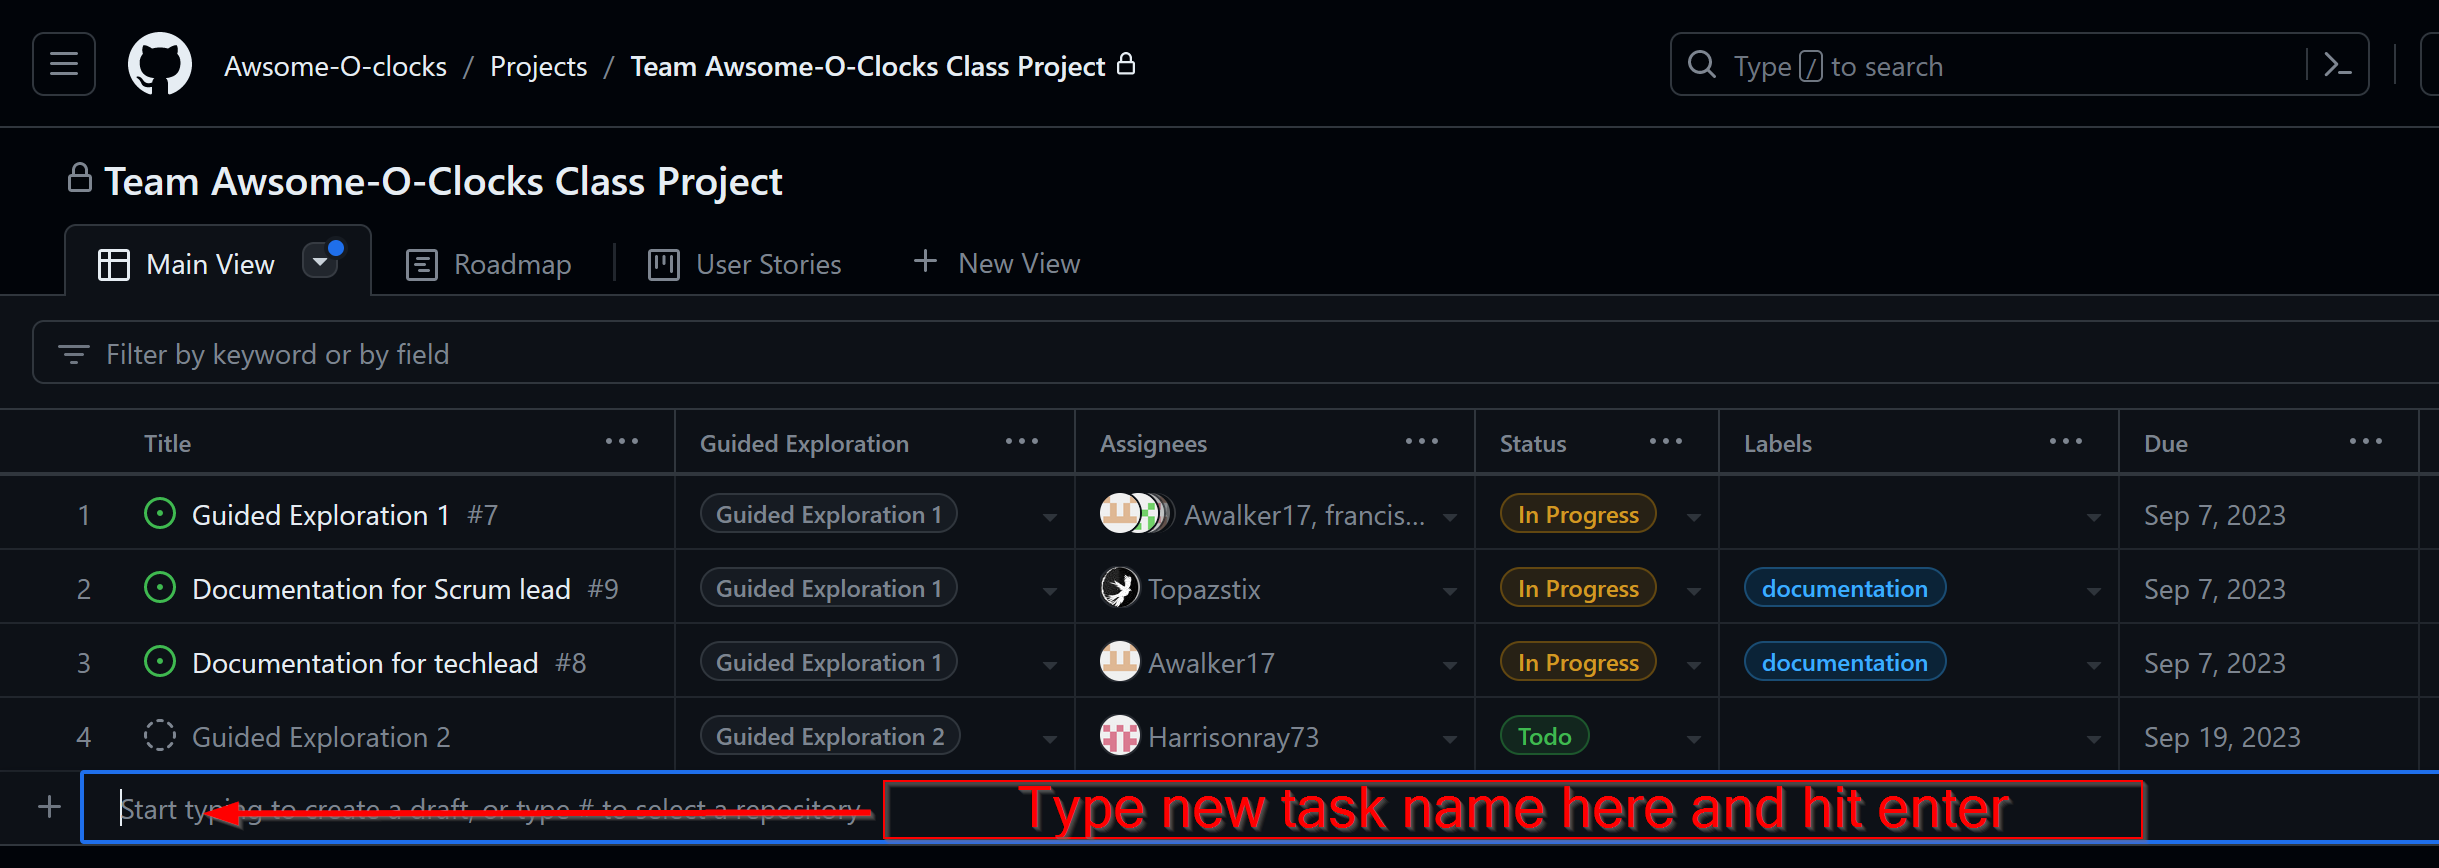 Awsome-O-clocks / Projects / Team Awsome-O-Clocks Class Project
Type / to search
Team Awsome-O-Clocks Class Project
Main View
Roadmap
User Stories
+ New View
Filter by keyword or by field
Title ... Guided Exploration ... Assignees ... Status ... Labels ... Due ...
1 Guided Exploration 1 #7 Guided Exploration 1 Awalker17, francis... In Progress Sep 7, 2023
2 Documentation for Scrum lead #9 Guided Exploration 1 Topazstix In Progress documentation Sep 7, 2023
3 Documentation for techlead #8 Guided Exploration 1 Awalker17 In Progress documentation Sep 7, 2023
4 Guided Exploration 2 Guided Exploration 2 Harrisonray73 Todo Sep 19, 2023
+ Start typing to create a draft, or type # to select a repository
Type new task name here and hit enter